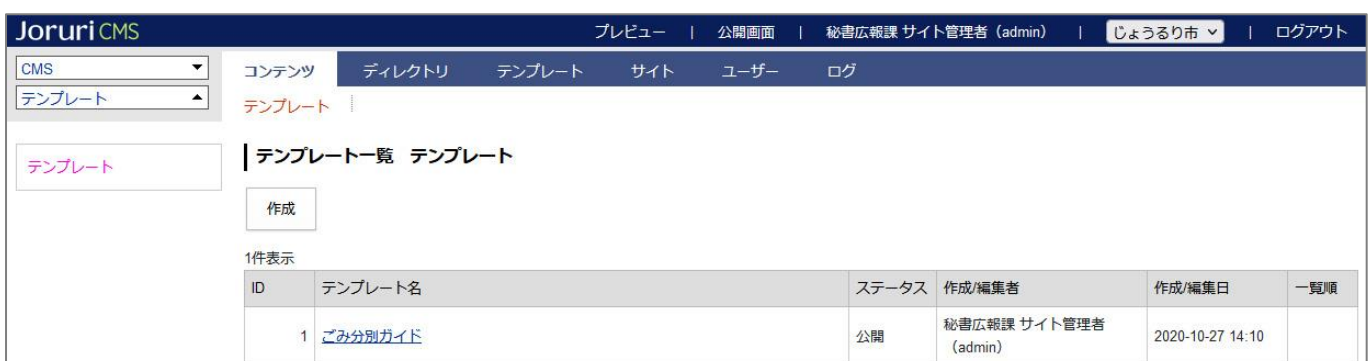 Joruri CMS プレビュー | 公開画面 | 秘書広報課 サイト管理者（admin） | じょうるり市 | ログアウト
CMS コンテンツ ディレクトリ テンプレート サイト ユーザー ログ
テンプレート テンプレート
テンプレート テンプレート一覧 テンプレート
作成
1件表示
ID テンプレート名 ステータス 作成/編集者 作成/編集日 一覧順
1 ごみ分別ガイド 公開 秘書広報課 サイト管理者 2020-10-27 14:10
（admin）